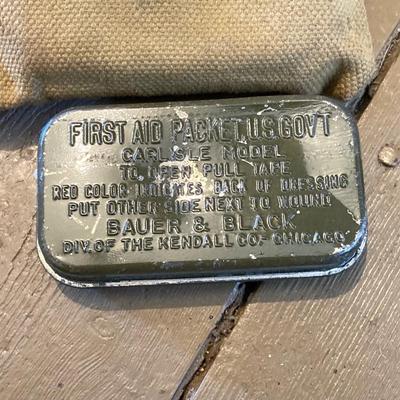 FIRST AID PACKET, U.S. GOV'T
CARLISLE MODEL
TO OPEN PULL TAPE
RED COLOR INDICATES BACK OF DRESSING
PUT OTHER SIDE NEXT TO WOUND
BAUER & BLACK
DIV. OF THE KENDALL CO. - CHICAGO